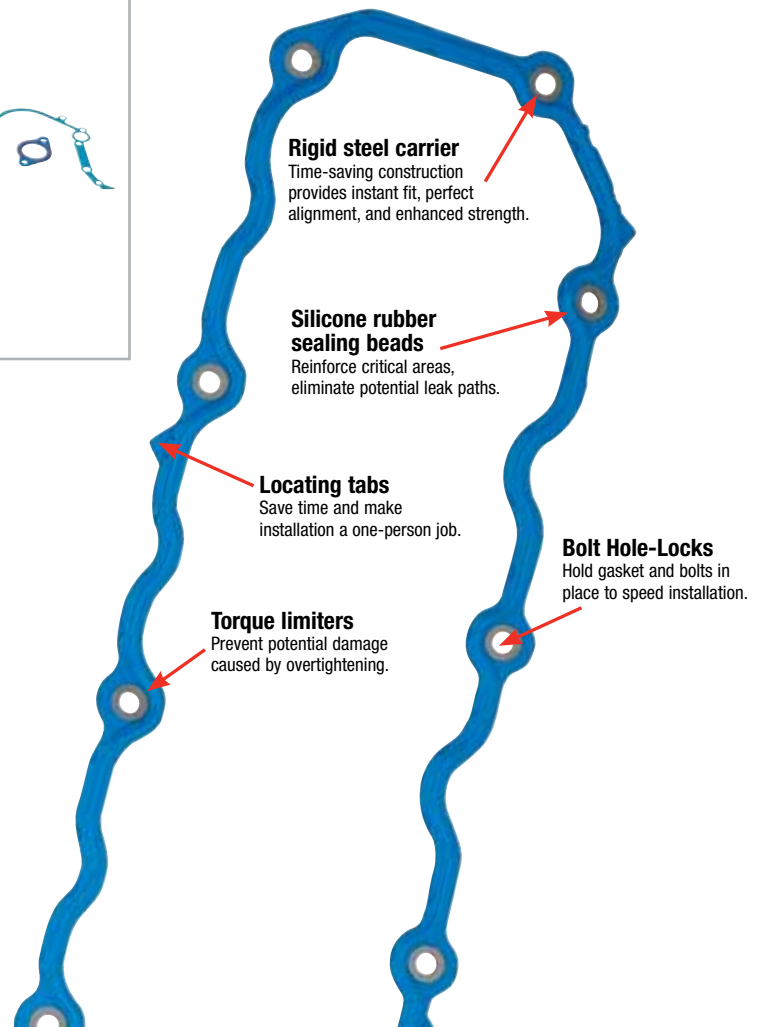 Rigid steel carrier
Time-saving construction
provides instant fit, perfect
alignment, and enhanced strength.
Silicone rubber
sealing beads
Reinforce critical areas,
eliminate potential leak paths.
Locating tabs
Save time and make
installation a one-person job.
Bolt Hole-Locks
Hold gasket and bolts in
place to speed installation.
Torque limiters
Prevent potential damage
caused by overtightening.